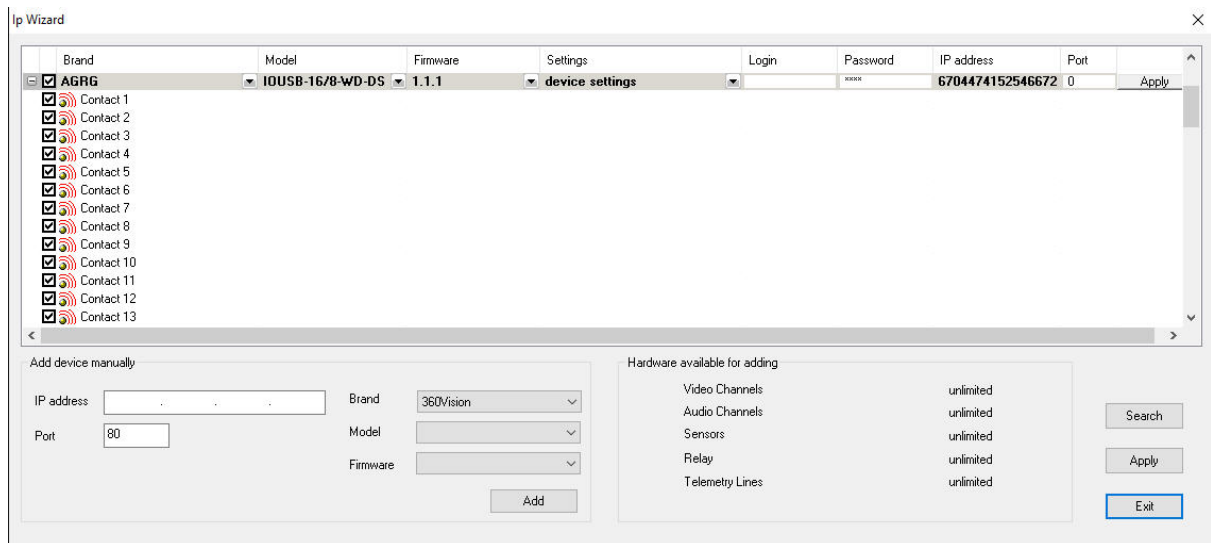 Ip Wizard
Brand Model Firmware Settings Login Password IP address Port
AGRG IOUSB-16/8-WD-DS 1.1.1 device settings **** 6704474152546672 0 Apply
Contact 1
Contact 2
Contact 3
Contact 4
Contact 5
Contact 6
Contact 7
Contact 8
Contact 9
Contact 10
Contact 11
Contact 12
Contact 13
Add device manually
IP address . . .
Port 80
Brand 360Vision
Model
Firmware
Add
Hardware available for adding
Video Channels unlimited
Audio Channels unlimited
Sensors unlimited
Relay unlimited
Telemetry Lines unlimited
Search
Apply
Exit